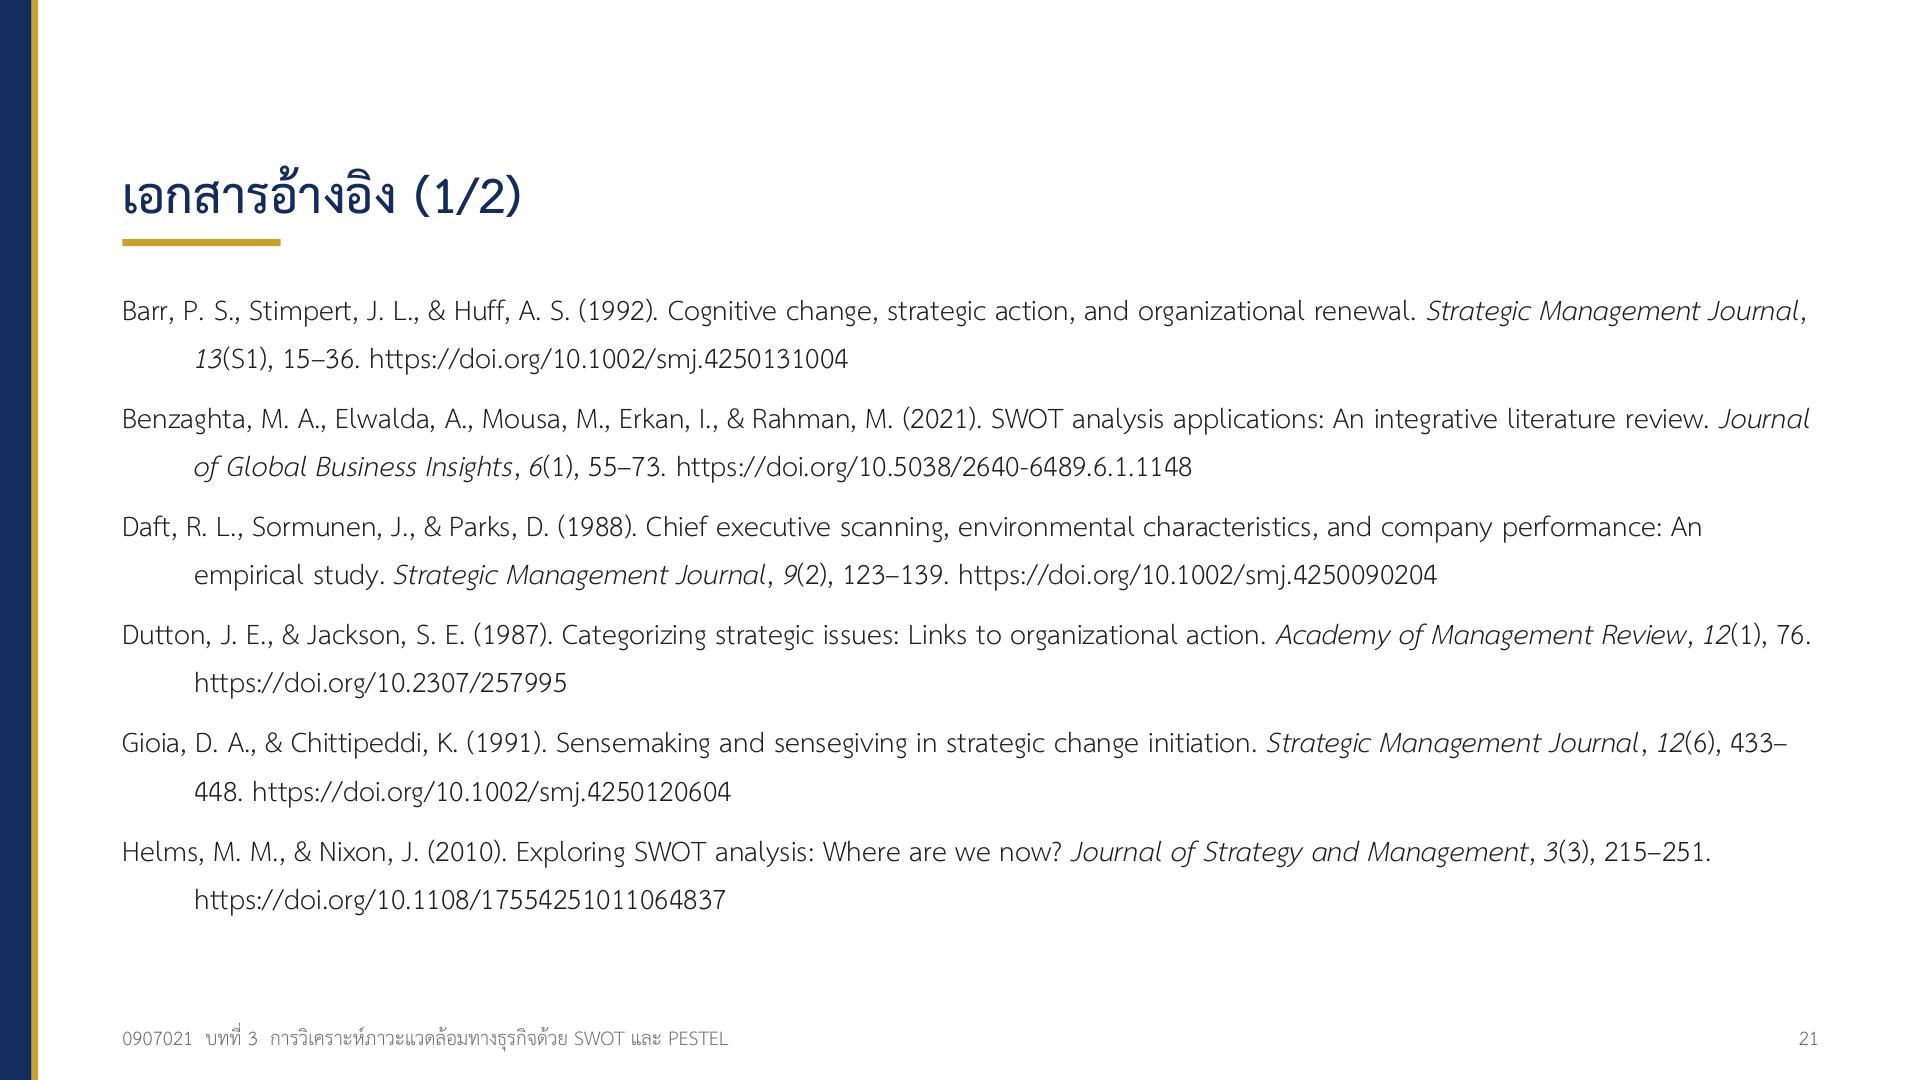 เอกสารอ้างอิง (1/2)
Barr, P. S., Stimpert, J. L., & Huff, A. S. (1992). Cognitive change, strategic action, and organizational renewal. Strategic Management Journal,
13(S1), 15–36. https://doi.org/10.1002/smj.4250131004
Benzaghta, M. A., Elwalda, A., Mousa, M., Erkan, I., & Rahman, M. (2021). SWOT analysis applications: An integrative literature review. Journal
of Global Business Insights, 6(1), 55–73. https://doi.org/10.5038/2640-6489.6.1.1148
Daft, R. L., Sormunen, J., & Parks, D. (1988). Chief executive scanning, environmental characteristics, and company performance: An
empirical study. Strategic Management Journal, 9(2), 123–139. https://doi.org/10.1002/smj.4250090204
Dutton, J. E., & Jackson, S. E. (1987). Categorizing strategic issues: Links to organizational action. Academy of Management Review, 12(1), 76.
https://doi.org/10.2307/257995
Gioia, D. A., & Chittipeddi, K. (1991). Sensemaking and sensegiving in strategic change initiation. Strategic Management Journal, 12(6), 433–
448. https://doi.org/10.1002/smj.4250120604
Helms, M. M., & Nixon, J. (2010). Exploring SWOT analysis: Where are we now? Journal of Strategy and Management, 3(3), 215–251.
https://doi.org/10.1108/17554251011064837
0907021 บทที่ 3 การวิเคราะห์ภาวะแวดล้อมทางธุรกิจด้วย SWOT และ PESTEL
21